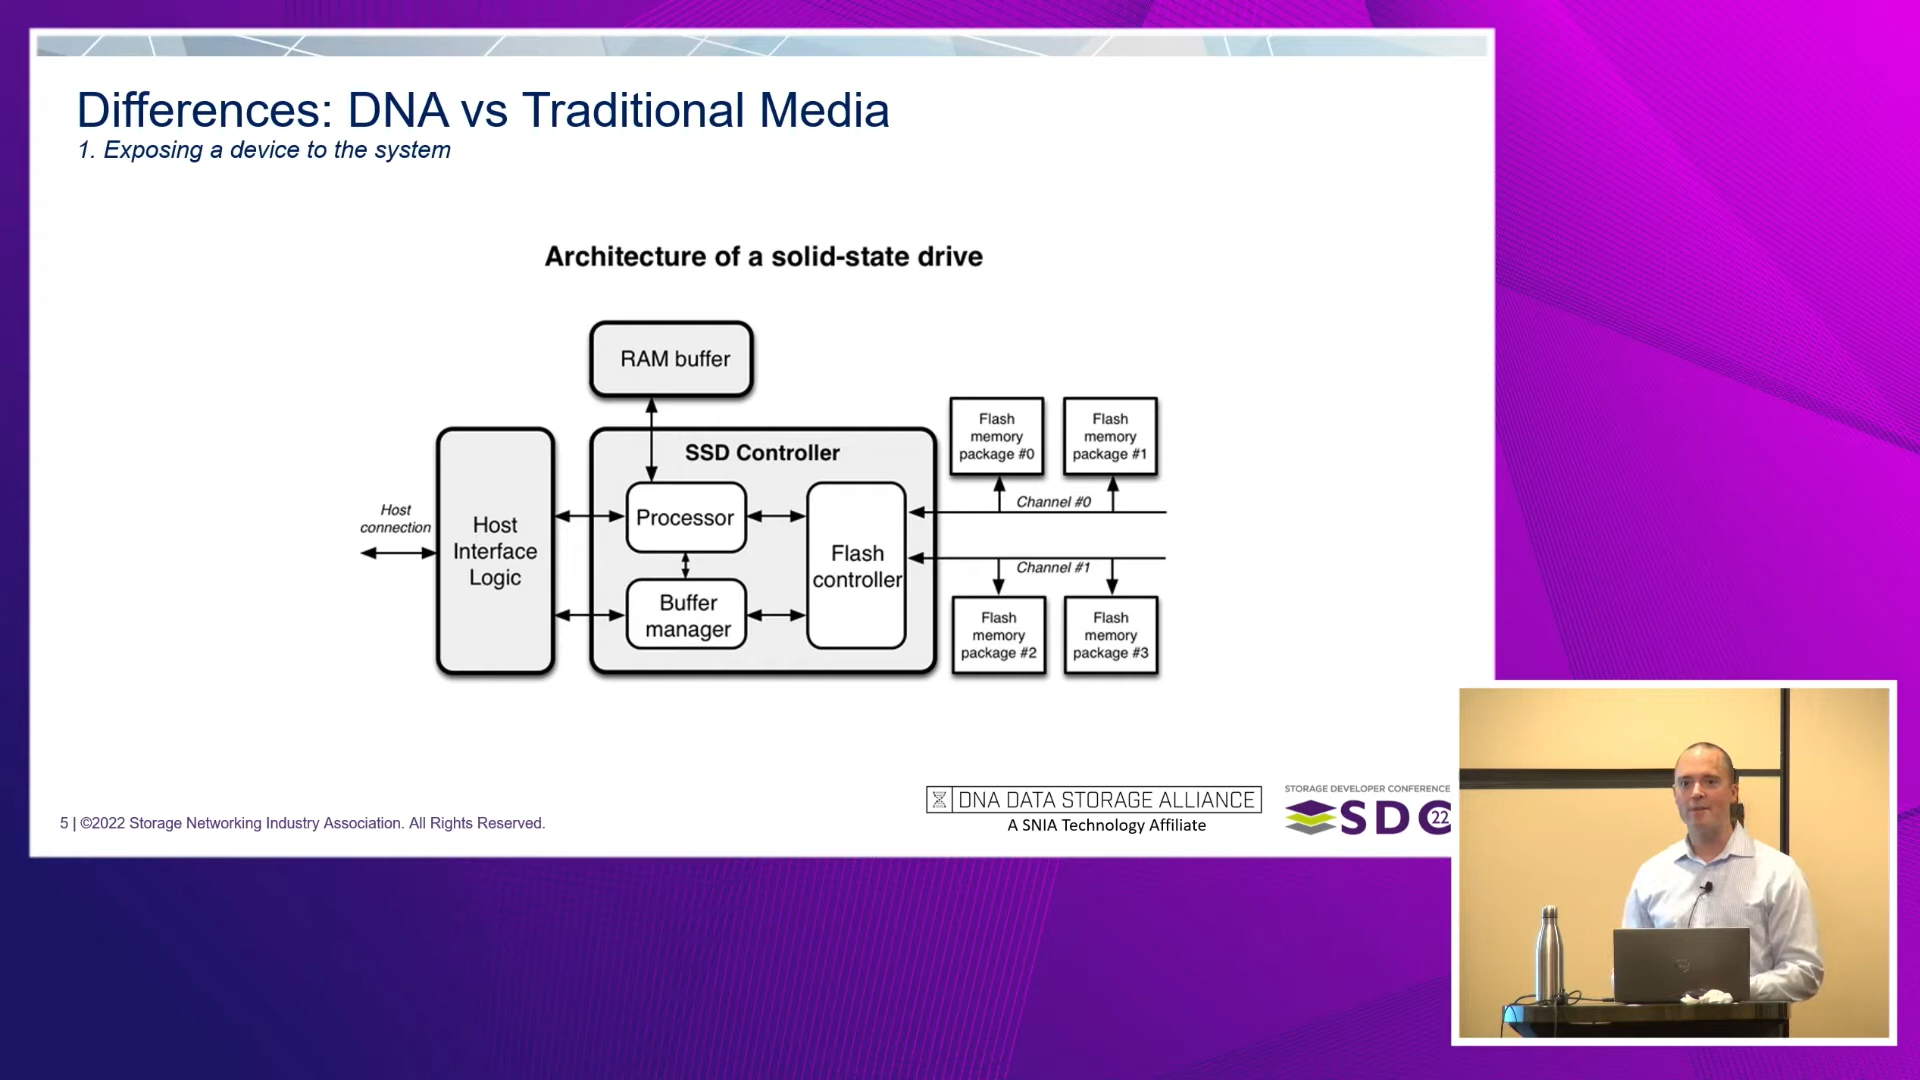 Differences: DNA vs Traditional Media
1. Exposing a device to the system
Architecture of a solid-state drive
RAM buffer
SSD Controller
Host
connection
Host
Interface
Logic
Processor
Buffer
manager
Flash
controller
Flash
memory
package #0
Flash
memory
package #1
Channel #0
Channel #1
Flash
memory
package #2
Flash
memory
package #3
5 | ©2022 Storage Networking Industry Association. All Rights Reserved.
DNA DATA STORAGE ALLIANCE
A SNIA Technology Affiliate
STORAGE DEVELOPER CONFERENCE
SDC
22